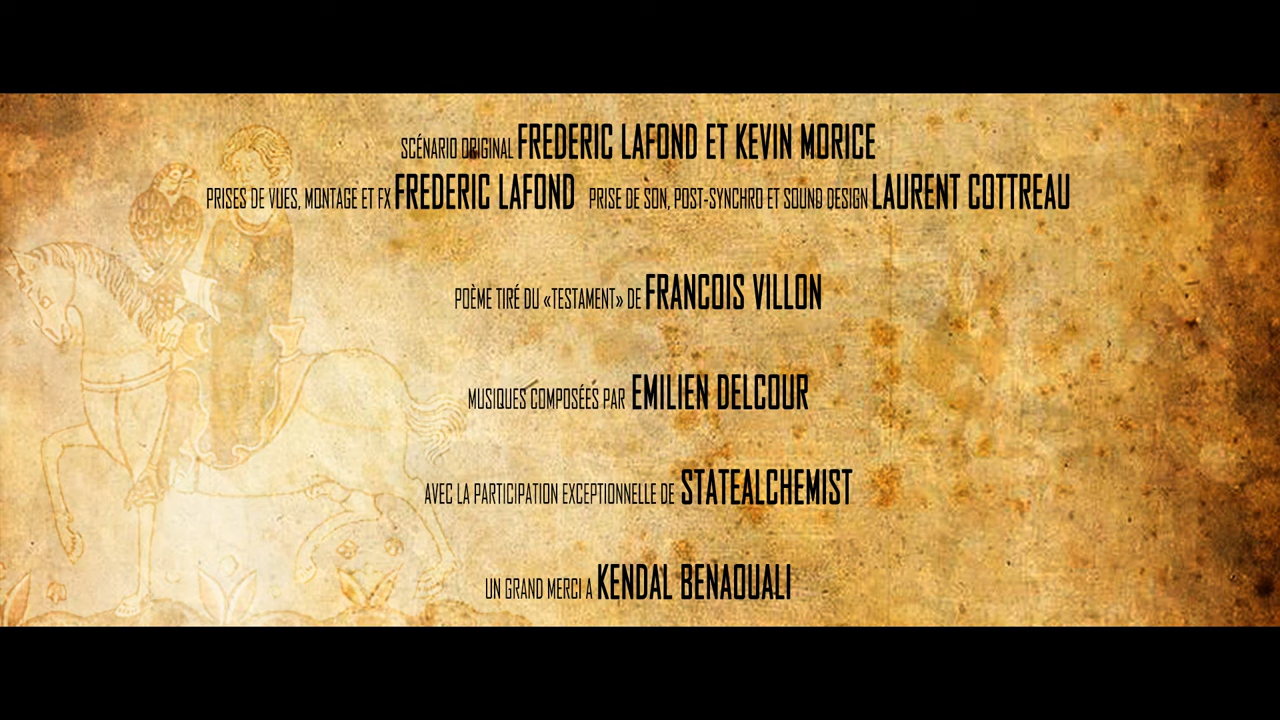 SCÉNARIO ORIGINAL FREDERIC LAFOND ET KEVIN MORICE
PRISES DE VUES, MONTAGE ET FX FREDERIC LAFOND PRISE DE SON, POST-SYNCHRO ET SOUND DESIGN LAURENT COTTREAU
POÈME TIRÉ DU «TESTAMENT» DE FRANCOIS VILLON
MUSIQUES COMPOSÉES PAR EMILIEN DELCOUR
AVEC LA PARTICIPATION EXCEPTIONNELLE DE STATEALCHEMIST
UN GRAND MERCI A KENDAL BENAOUALI